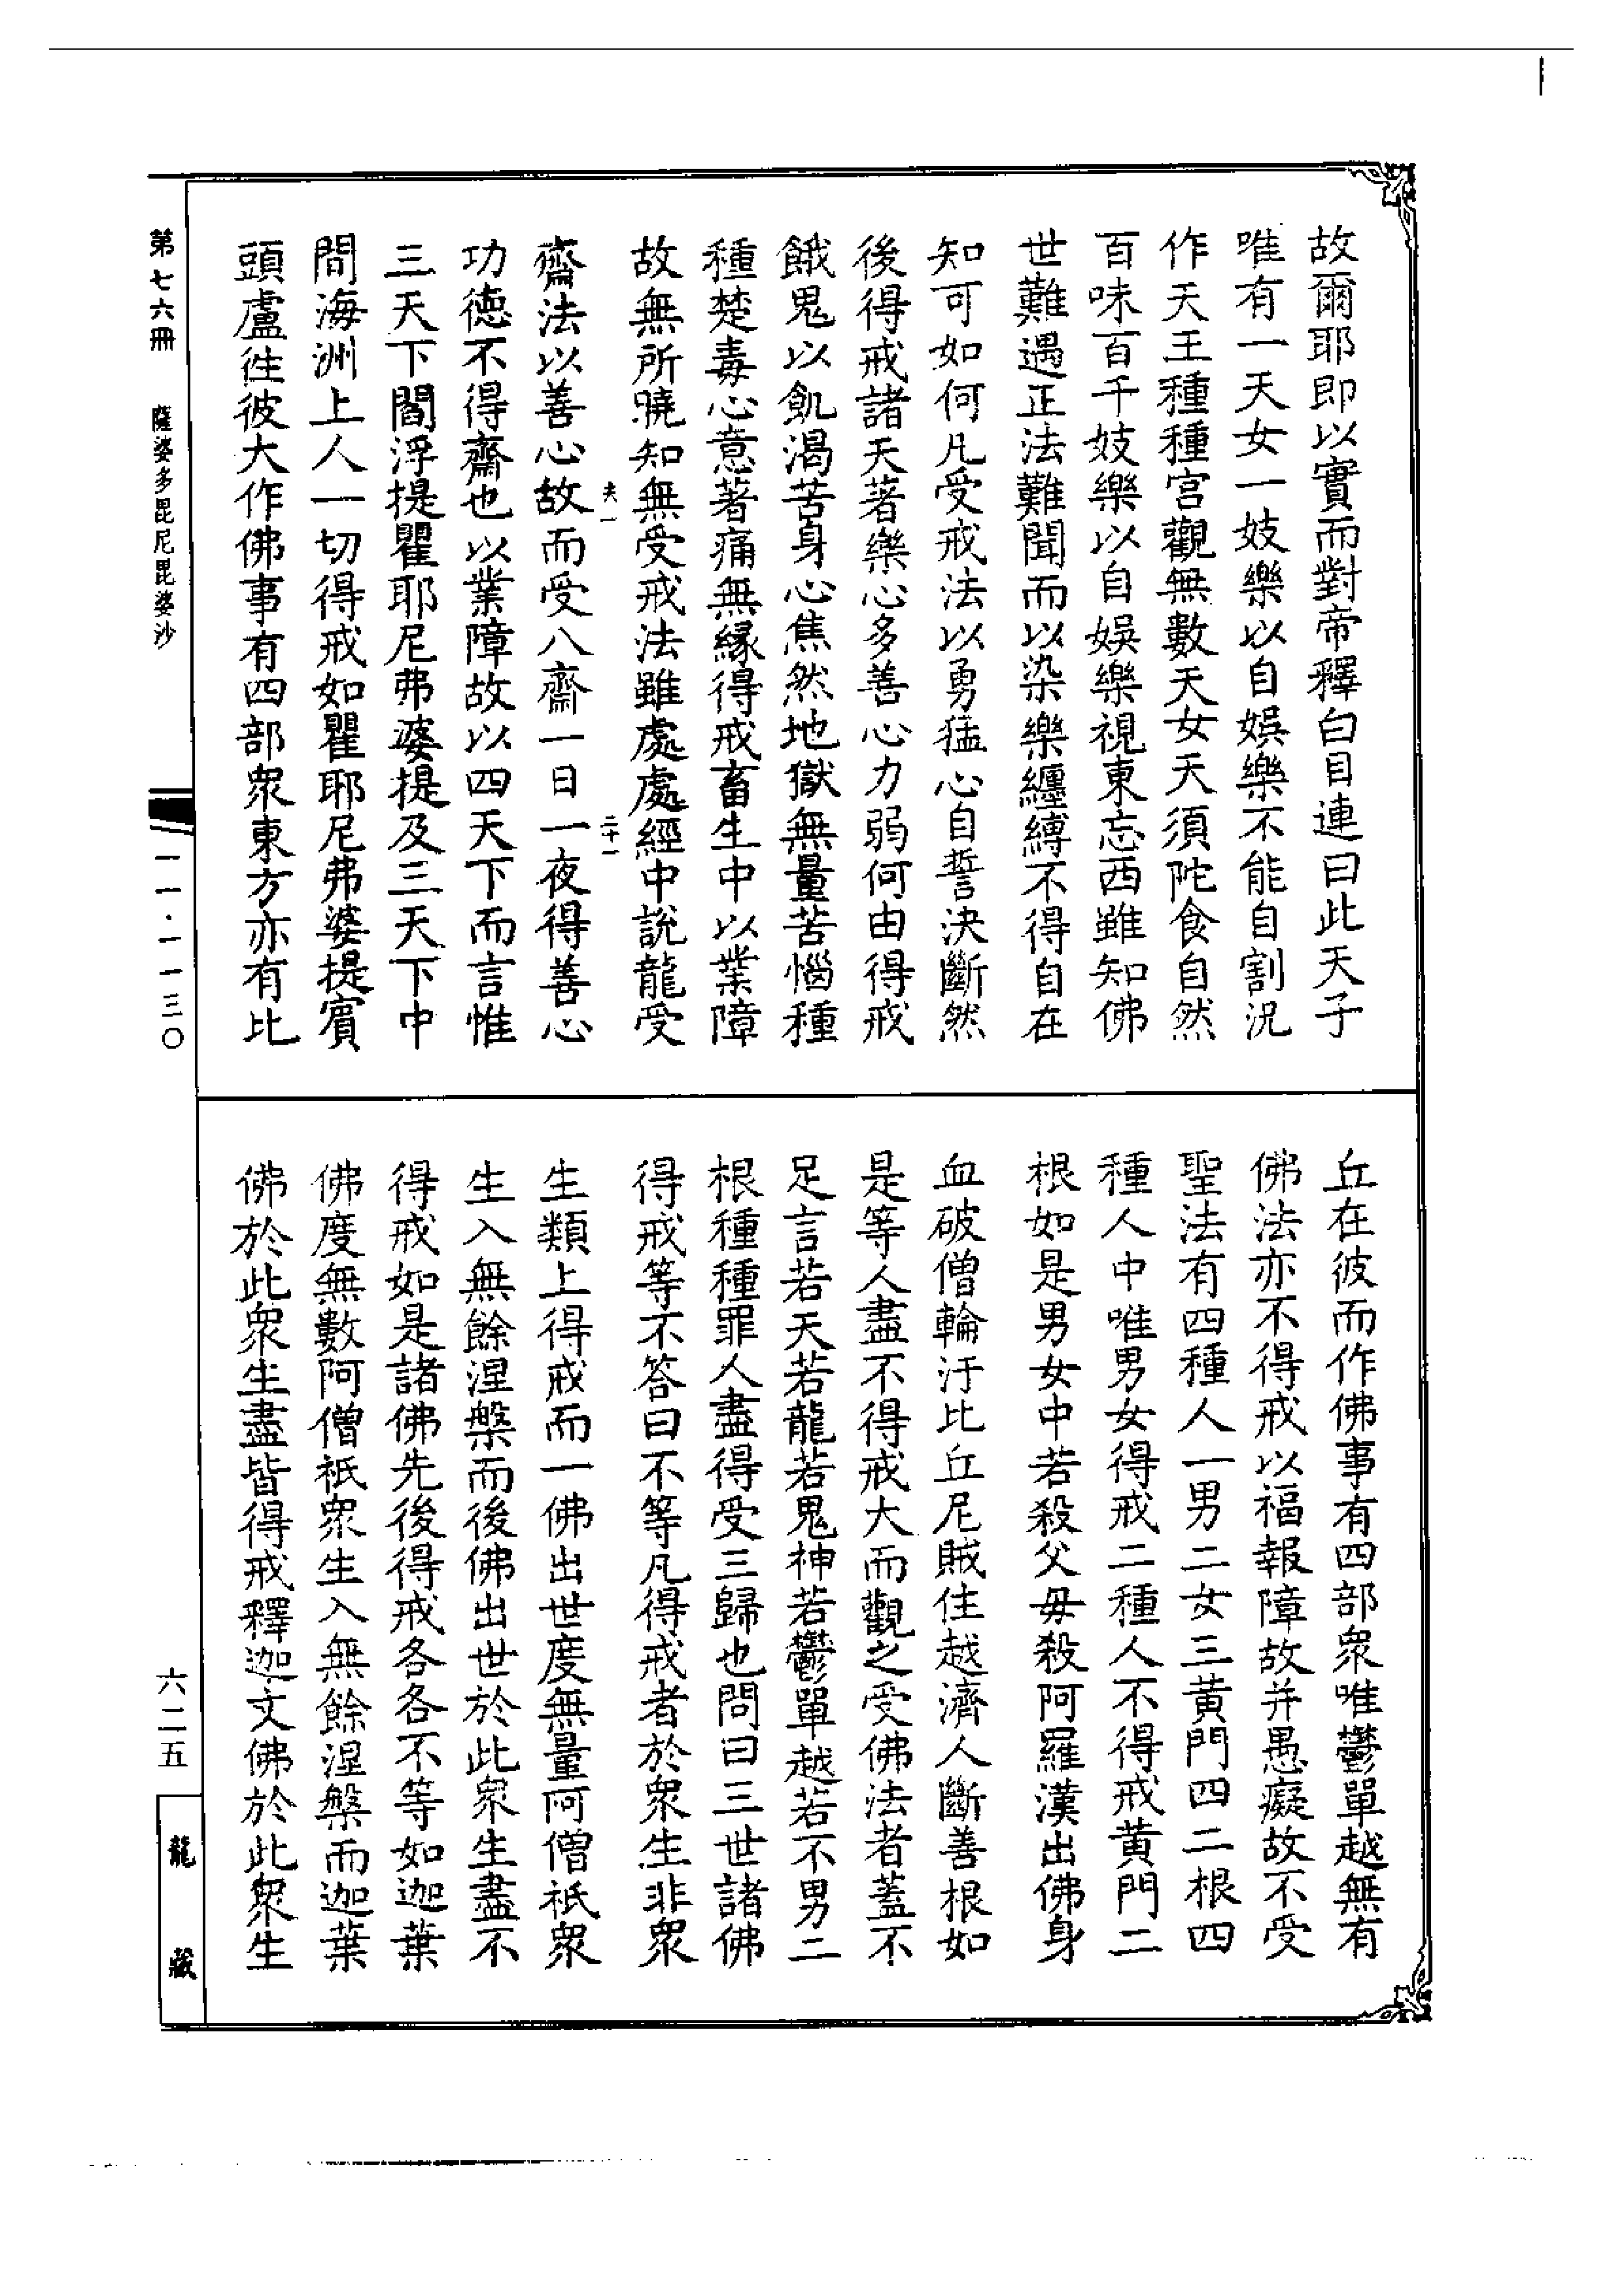 故爾耶即以實而對帝釋白目連曰此天子
唯有一天女一妓樂以自娛樂不能自割況
作天王種種宮觀無數天女天須陀食自然
百味百千妓樂以自娛樂視東忘西雖知佛
世難遇正法難聞而以染樂纏縛不得自在
知可如何凡受戒法以勇猛心自誓決斷然
後得戒諸天著樂心多善心力弱何由得戒
餓鬼以飢渴苦身心焦然地獄無量苦惱種
種楚毒心意著痛無緣得戒畜生中以業障
故無所曉知無受戒法雖處處經中說龍受
夫一 二十一
齋法以善心故而受八齋一日一夜得善心
功德不得齋也以業障故以四天下而言惟
三天下閻浮提瞿耶尼弗婆提及三天下中
間海洲上人一切得戒如瞿耶尼弗婆提賓
頭盧徃彼大作佛事有四部衆東方亦有比
丘在彼而作佛事有四部衆唯鬱單越無有
佛法亦不得戒以福報障故并愚癡故不受
聖法有四種人一男二女三黃門四二根四
種人中唯男女得戒二種人不得戒黃門二
根如是男女中若殺父母殺阿羅漢出佛身
血破僧輪汙比丘尼賊住越濟人斷善根如
是等人盡不得戒大而觀之受佛法者蓋不
足言若天若龍若鬼神若鬱單越若不男二
根種種罪人盡得受三歸也問曰三世諸佛
得戒等不答曰不等凡得戒者於衆生非衆
生類上得戒而一佛出世度無量阿僧祇衆
生入無餘涅槃而後佛出世於此衆生盡不
得戒如是諸佛先後得戒各各不等如迦葉
佛度無數阿僧祇衆生入無餘涅槃而迦葉
佛於此衆生盡皆得戒釋迦文佛於此衆生
第七六冊 薩婆多毘尼毘婆沙
一一·一一三〇
六二五
龍藏